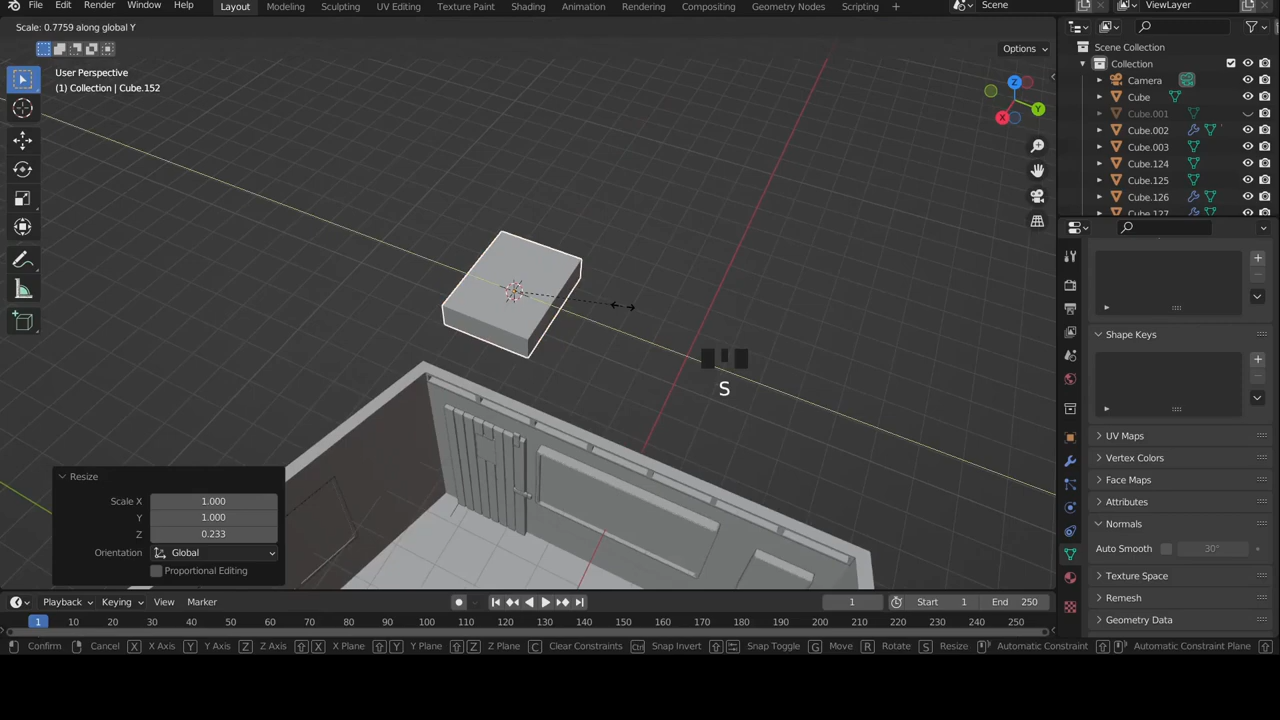 File Edit Render Window Help Layout Modeling Sculpting UV Editing Texture Paint Shading Animation Rendering Compositing Geometry Nodes Scripting Scene ViewLayer
Scale: 0.7759 along global Y
Options
User Perspective
(1) Collection | Cube.152
Z
Y
X
Scene Collection
Collection
Camera
Cube
Cube.001
Cube.002
Cube.003
Cube.124
Cube.125
Cube.126
Cube.127
Shape Keys
S
UV Maps
Vertex Colors
Face Maps
Attributes
Normals
Auto Smooth 30°
Texture Space
Remesh
Geometry Data
Resize
Scale X 1.000
Y 1.000
Z 0.233
Orientation Global
Proportional Editing
Playback Keying View Marker 1 Start 1 End 250
1 10 20 30 40 50 60 70 80 90 100 110 120 130 140 150 160 170 180 190 200 210 220 230 240 250
Confirm Cancel X X Axis Y Y Axis Z Z Axis X X Plane Y Y Plane Z Z Plane C Clear Constraints Ctrl Snap Invert Snap Toggle G Move R Rotate S Resize Automatic Constraint Automatic Constraint Plane